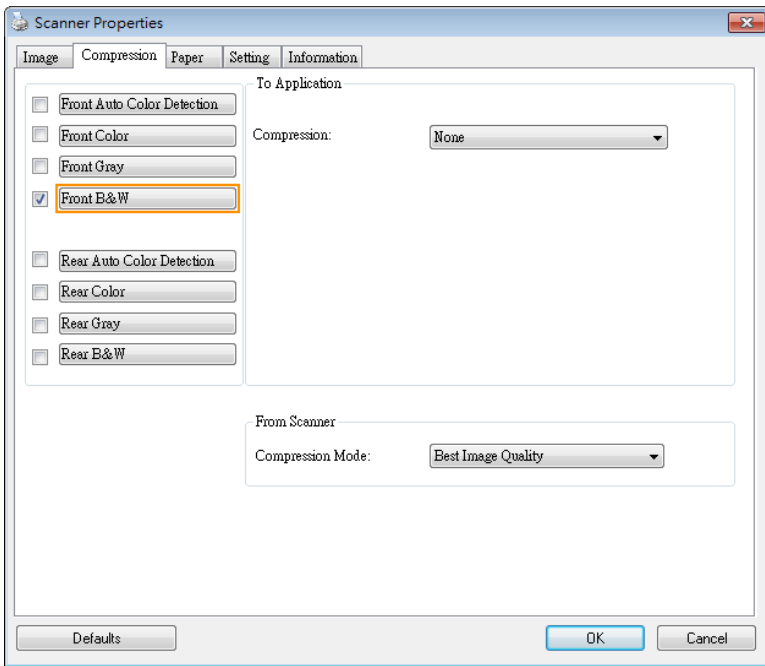 Scanner Properties
Image Compression Paper Setting Information
Front Auto Color Detection
Front Color
Front Gray
Front B&W
Rear Auto Color Detection
Rear Color
Rear Gray
Rear B&W
To Application
Compression: None
From Scanner
Compression Mode: Best Image Quality
Defaults OK Cancel